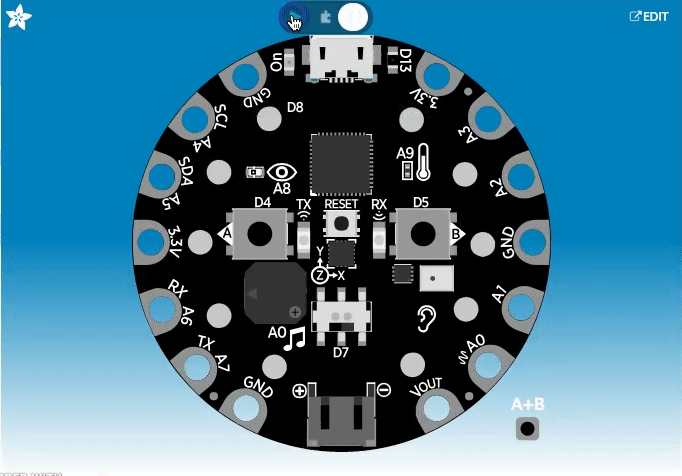 EDIT
On
D13
GND
3.3V
D8
SCL
A4
A3
A9
SDA
A5
A8
A2
D4
TX
RESET
RX
D5
A
B
3.3V
GND
Y
Z
X
RX
A6
A1
A0
D7
TX
A7
A0
GND
VOUT
A+B